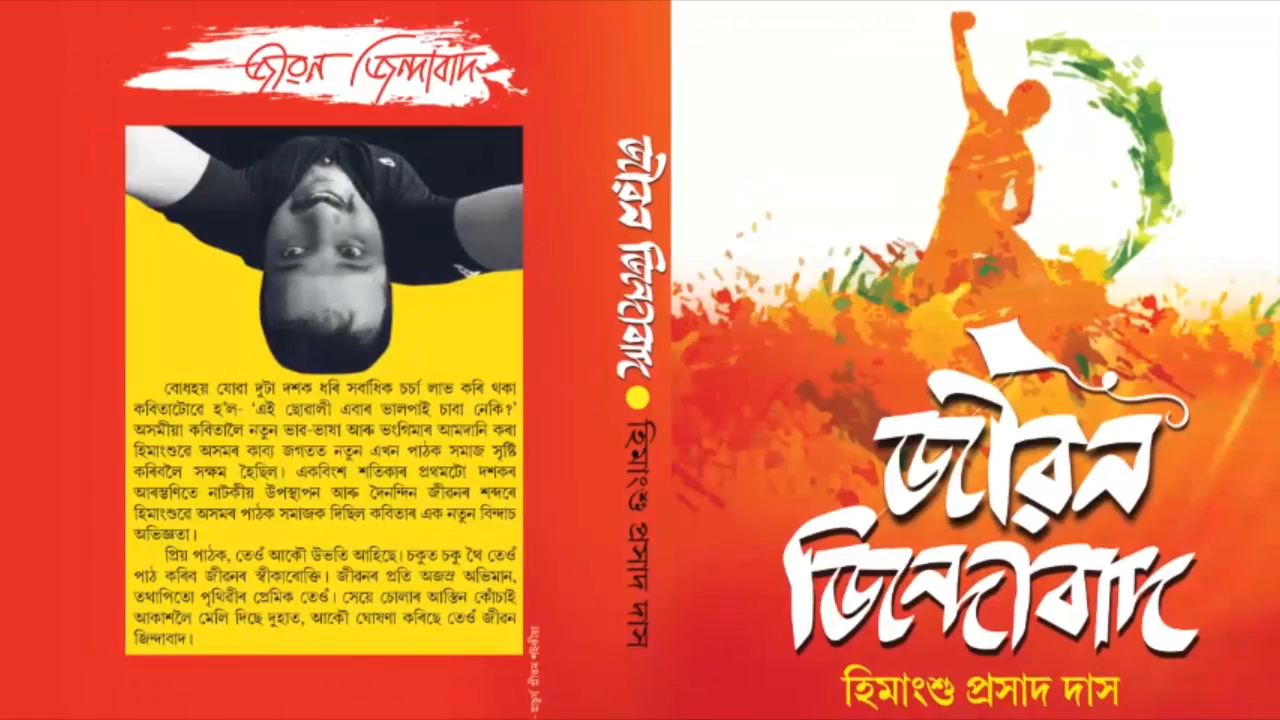 জীৱন জিন্দাবাদ
বোধহয় যোৱা দুটা দশক ধৰি সৰ্বাধিক চৰ্চা লাভ কৰি থকা
কবিতাটোৱে হ'ল- 'এই ছোৱালী এবাৰ ভালপাই চাবা নেকি?'
অসমীয়া কবিতালৈ নতুন ভাব-ভাষা আৰু ভংগিমাৰ আমদানি কৰা
হিমাংশুৱে অসমৰ কাব্য জগতত নতুন এখন পাঠক সমাজ সৃষ্টি
কৰিবলৈ সক্ষম হৈছিল। একবিংশ শতিকাৰ প্ৰথমটো দশকৰ
আৰম্ভণিতে নাটকীয় উপস্থাপন আৰু দৈনন্দিন জীৱনৰ শব্দৰে
হিমাংশুৱে অসমৰ পাঠক সমাজক দিছিল কবিতাৰ এক নতুন বিন্দাচ
অভিজ্ঞতা।
প্ৰিয় পাঠক, তেওঁ আকৌ উভতি আহিছে। চকুত চকু থৈ তেওঁ
পাঠ কৰিব জীৱনৰ স্বীকাৰোক্তি। জীৱনৰ প্ৰতি অজস্ৰ অভিমান,
তথাপিতো পৃথিৱীৰ প্ৰেমিক তেওঁ। সেয়ে চোলাৰ আস্তিন কোঁচাই
আকাশলৈ মেলি দিছে দুহাত, আকৌ ঘোষণা কৰিছে তেওঁ জীৱন
জিন্দাবাদ।
জীৱন জিন্দাবাদ ● হিমাংশু প্ৰসাদ দাস
জীৱন
জিন্দাবাদ
হিমাংশু প্ৰসাদ দাস